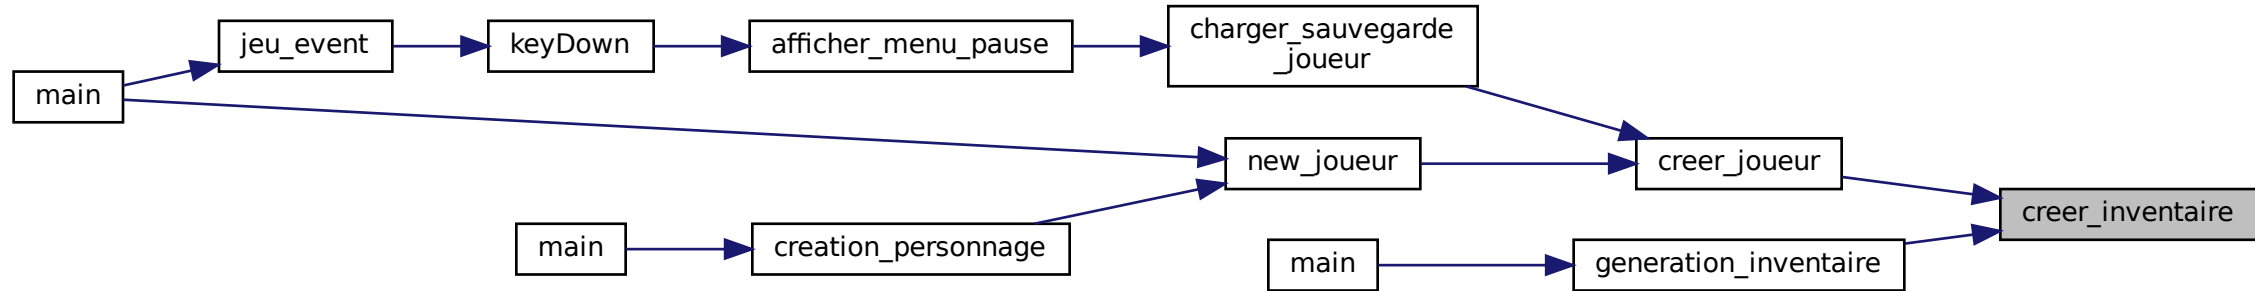 main
jeu_event
keyDown
afficher_menu_pause
charger_sauvegarde
_joueur
new_joueur
creer_joueur
creer_inventaire
main
creation_personnage
main
generation_inventaire